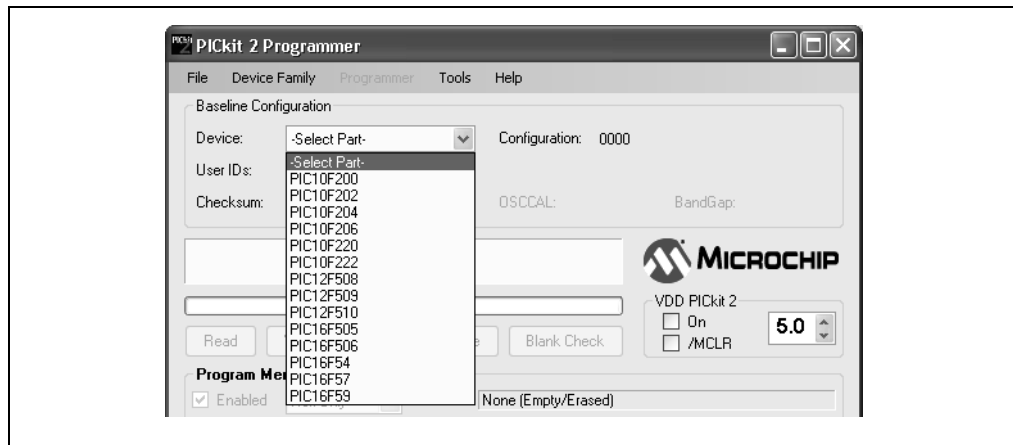 PICkit 2 Programmer
File Device Family Programmer Tools Help
Baseline Configuration
Device: -Select Part- Configuration: 0000
User IDs:
Checksum: OSCCAL: BandGap:
-Select Part-
PIC10F200
PIC10F202
PIC10F204
PIC10F206
PIC10F220
PIC10F222
PIC12F508
PIC12F509
PIC12F510
PIC16F505
PIC16F506
PIC16F54
PIC16F57
PIC16F59
MICROCHIP
VDD PICkit 2
On
/MCLR
5.0
Read Blank Check
Enabled
None (Empty/Erased)